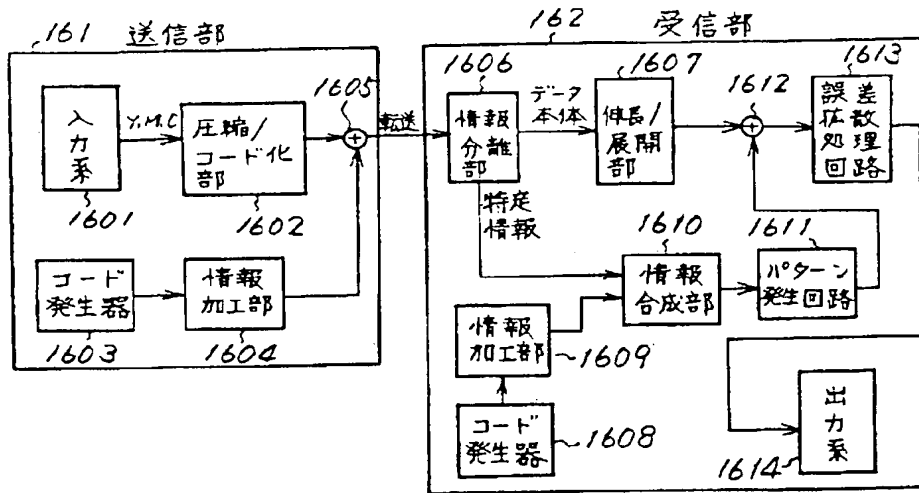 161
送信部
入力系
1601
Y.M.C
圧縮/
コード化
部
1602
1605
転送
コード
発生器
1603
情報
加工部
1604
162
受信部
1606
情報
分離
部
データ
本体
1607
伸長/
展開
部
1612
1613
誤差
拡散
処理
回路
特定
情報
1610
情報
合成部
1611
パターン
発生回路
情報
加工部
1609
コード
発生器
1608
出力系
1614